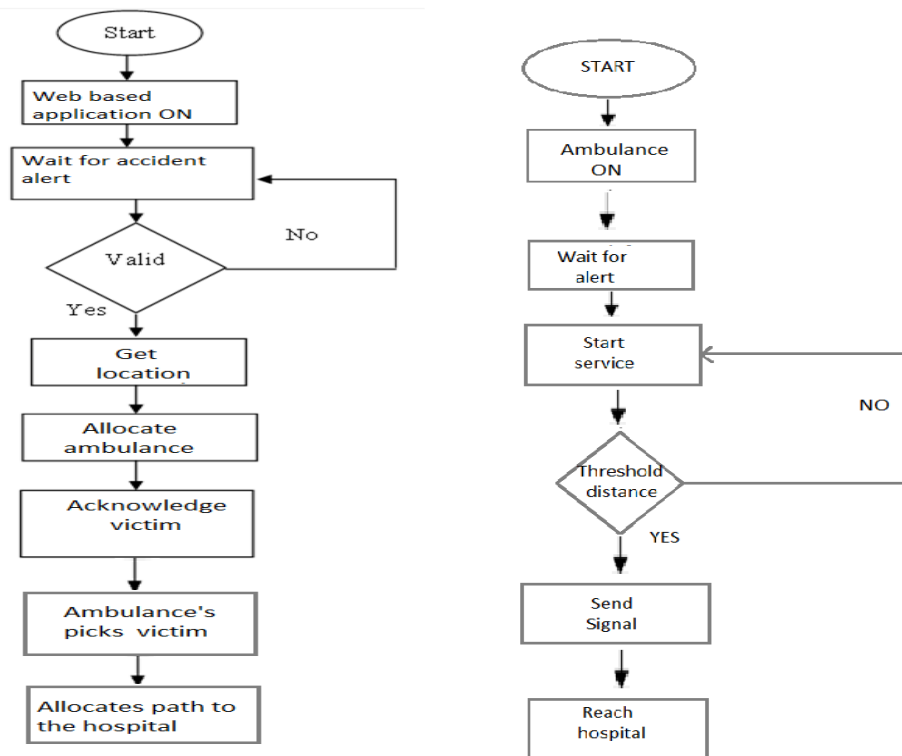 Start
Web based
application ON
Wait for accident
alert
Valid
No
Yes
Get
location
Allocate
ambulance
Acknowledge
victim
Ambulance's
picks victim
Allocates path to
the hospital
START
Ambulance
ON
Wait for
alert
Start
service
NO
Threshold
distance
YES
Send
Signal
Reach
hospital